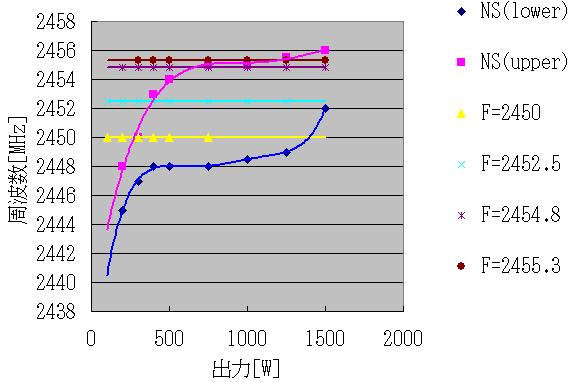 2458
2456
2454
2452
2450
2448
2446
2444
2442
2440
2438
周波数[MHz]
0
500
1000
1500
2000
出力[W]
NS(lower)
NS(upper)
F=2450
F=2452.5
F=2454.8
F=2455.3